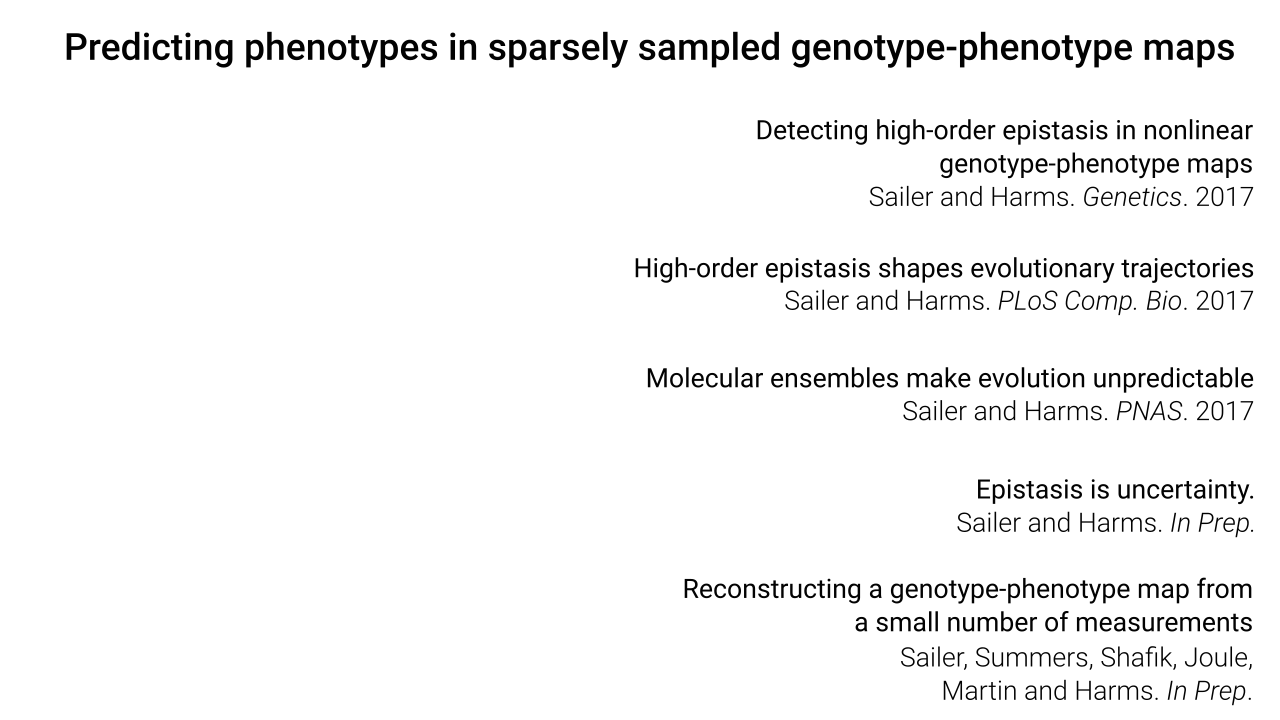 Predicting phenotypes in sparsely sampled genotype-phenotype maps
Detecting high-order epistasis in nonlinear
genotype-phenotype maps
Sailer and Harms. Genetics. 2017
High-order epistasis shapes evolutionary trajectories
Sailer and Harms. PLoS Comp. Bio. 2017
Molecular ensembles make evolution unpredictable
Sailer and Harms. PNAS. 2017
Epistasis is uncertainty.
Sailer and Harms. In Prep.
Reconstructing a genotype-phenotype map from
a small number of measurements
Sailer, Summers, Shafik, Joule,
Martin and Harms. In Prep.